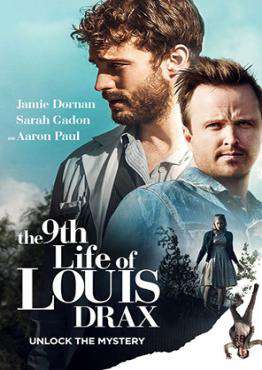 Jamie Dornan
Sarah Gadon
AND Aaron Paul
the 9th
Life of
LOUIS
DRAX
UNLOCK THE MYSTERY